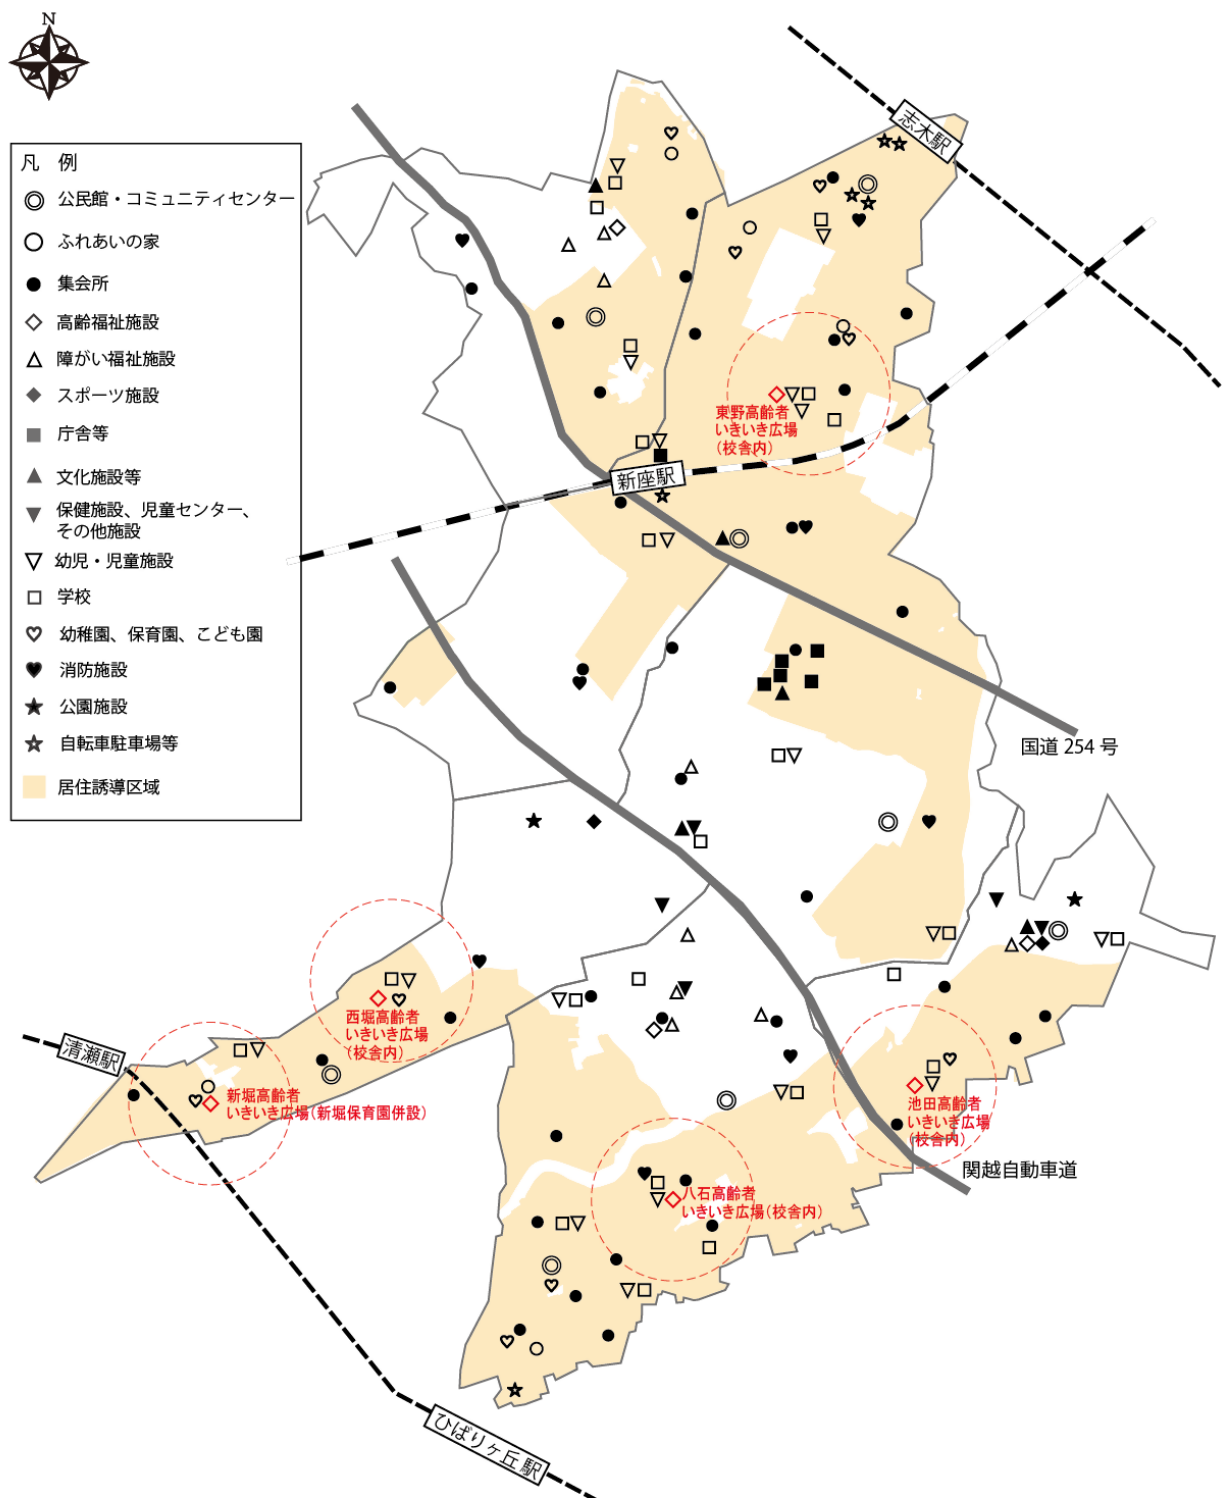 N
凡 例
公民館・コミュニティセンター
ふれあいの家
集会所
高齢福祉施設
障がい福祉施設
スポーツ施設
庁舎等
文化施設等
保健施設、児童センター、
その他施設
幼児・児童施設
学校
幼稚園、保育園、こども園
消防施設
公園施設
自転車駐車場等
居住誘導区域
志木駅
東野高齢者
いきいき広場
（校舎内）
新座駅
国道 254 号
西堀高齢者
いきいき広場
（校舎内）
清瀬駅
新堀高齢者
いきいき広場（新堀保育園併設）
池田高齢者
いきいき広場
（校舎内）
関越自動車道
八石高齢者
いきいき広場（校舎内）
ひばりヶ丘駅